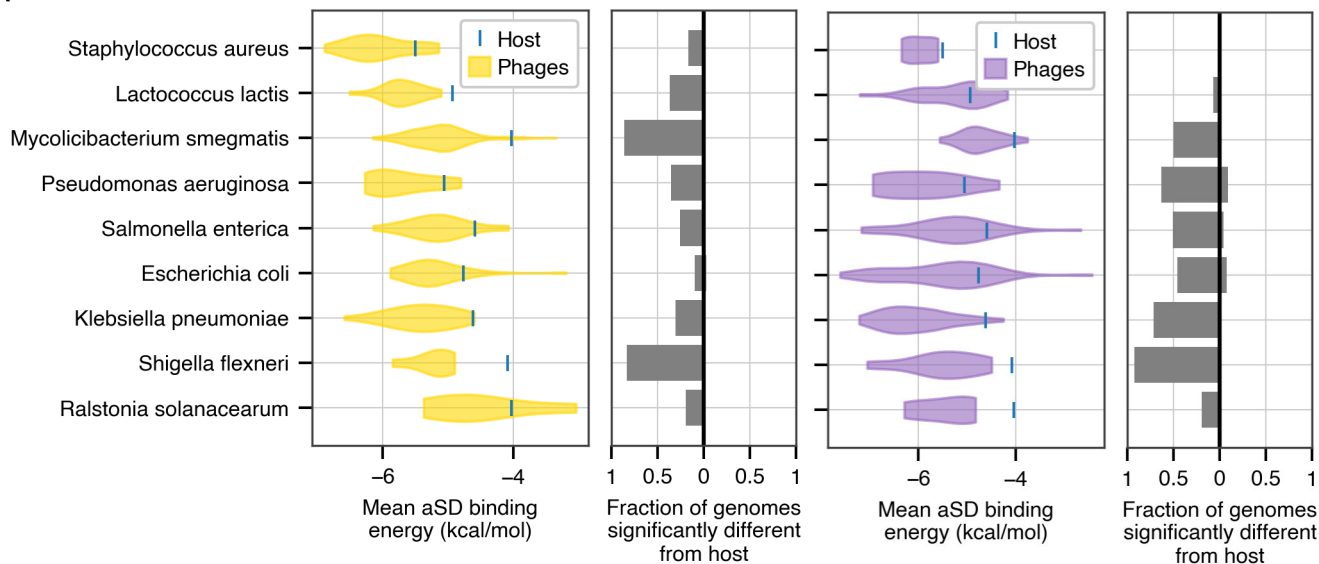 Staphylococcus aureus
Lactococcus lactis
Mycolicibacterium smegmatis
Pseudomonas aeruginosa
Salmonella enterica
Escherichia coli
Klebsiella pneumoniae
Shigella flexneri
Ralstonia solanacearum
Host
Phages
−6 −4
Mean aSD binding
energy (kcal/mol)
1 0.5 0 0.5 1
Fraction of genomes
significantly different
from host
Host
Phages
−6 −4
Mean aSD binding
energy (kcal/mol)
1 0.5 0 0.5 1
Fraction of genomes
significantly different
from host